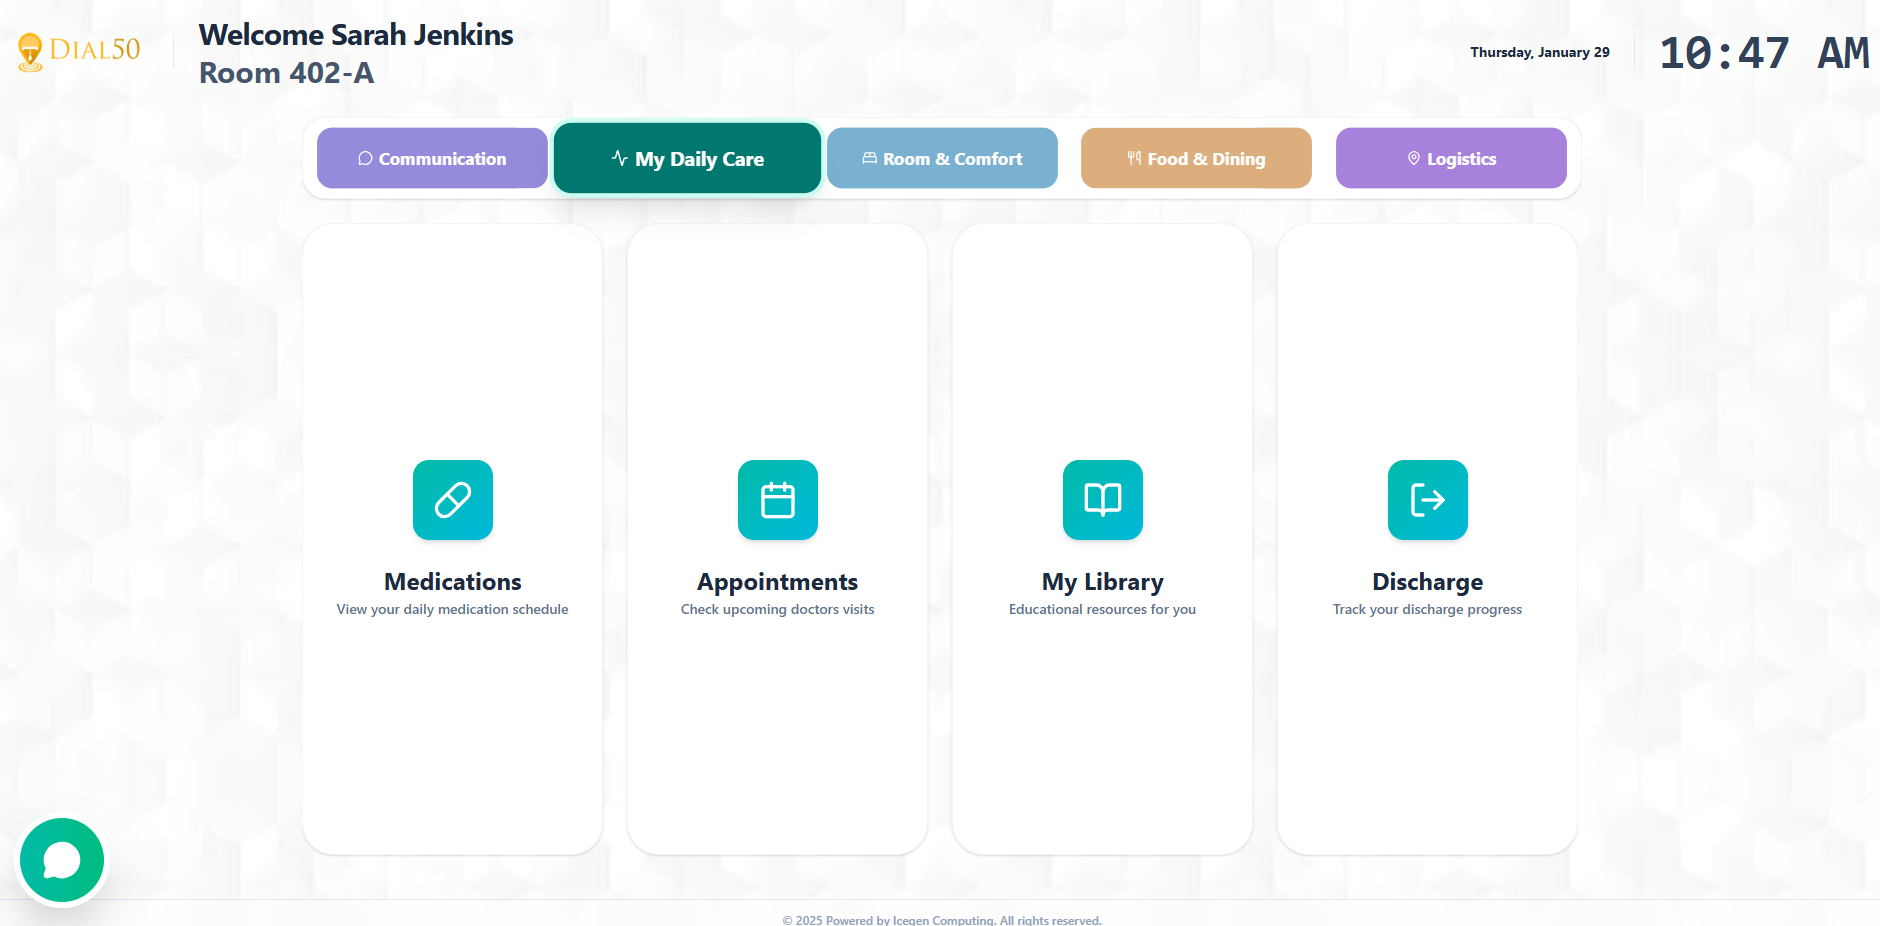 DIAL50
Welcome Sarah Jenkins
Room 402-A
Thursday, January 29
10:47 AM
Communication
My Daily Care
Room & Comfort
Food & Dining
Logistics
Medications
View your daily medication schedule
Appointments
Check upcoming doctors visits
My Library
Educational resources for you
Discharge
Track your discharge progress
© 2025 Powered by Icegen Computing. All rights reserved.